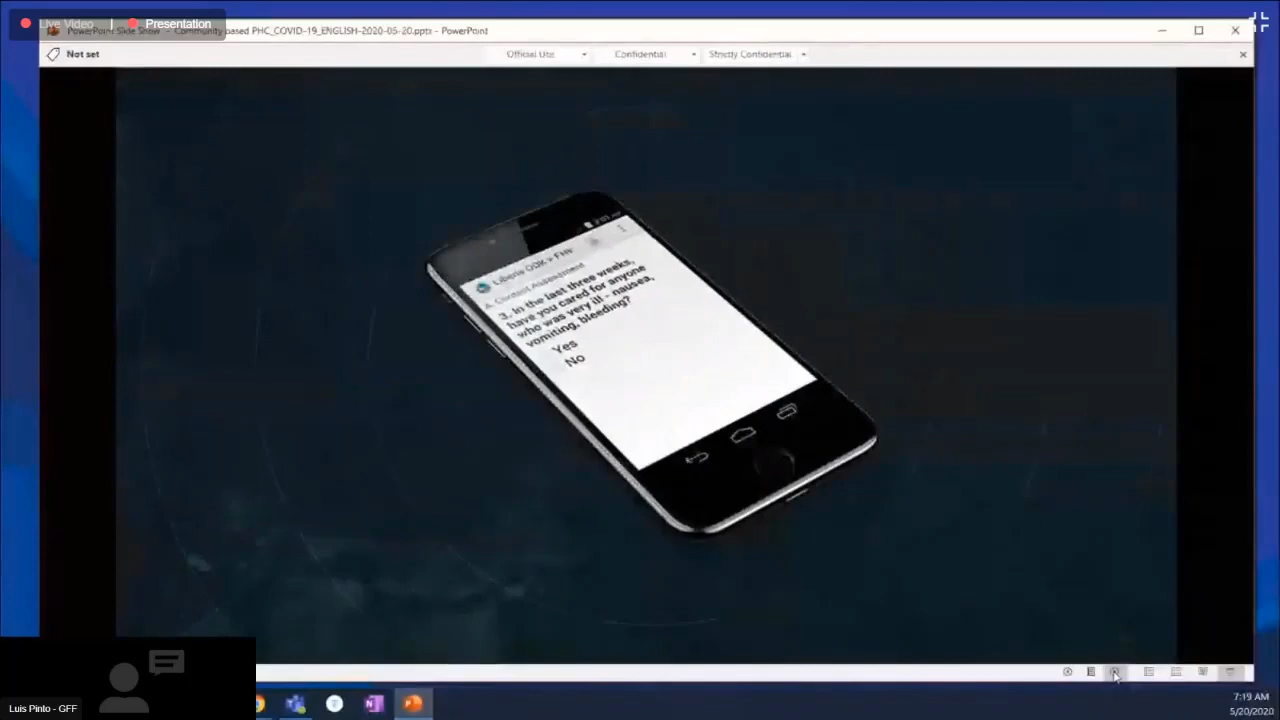 Live Video | Presentation
PowerPoint Slide Show - Community based PHC_COVID-19_ENGLISH-2020-05-20.pptx - PowerPoint
Not set
Official Use
Confidential
Strictly Confidential
Liberia ODK > FHW
A. Contact Assessment
3. In the last three weeks,
have you cared for anyone
who was very ill - nausea,
vomiting, bleeding?
Yes
No
Luis Pinto - GFF
7:19 AM
5/20/2020